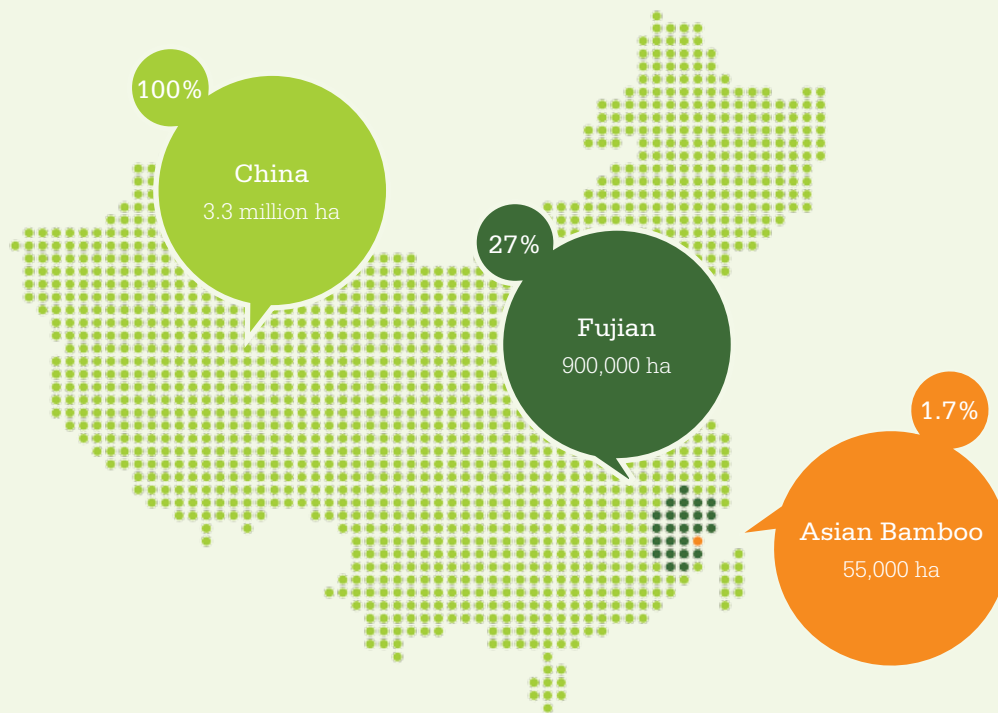 100%
China
3.3 million ha
27%
Fujian
900,000 ha
1.7%
Asian Bamboo
55,000 ha